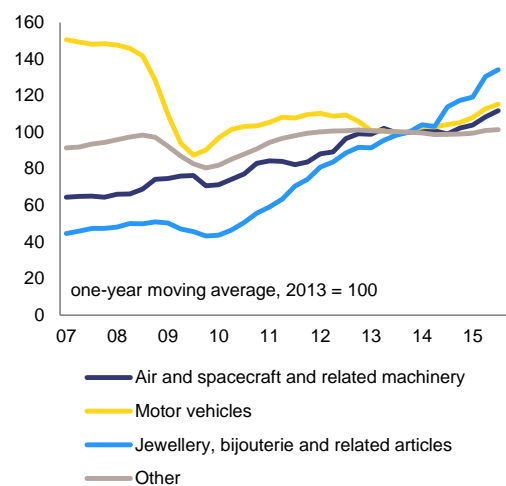 160
140
120
100
80
60
40
20
0
one-year moving average, 2013 = 100
07 08 09 10 11 12 13 14 15
Air and spacecraft and related machinery
Motor vehicles
Jewellery, bijouterie and related articles
Other